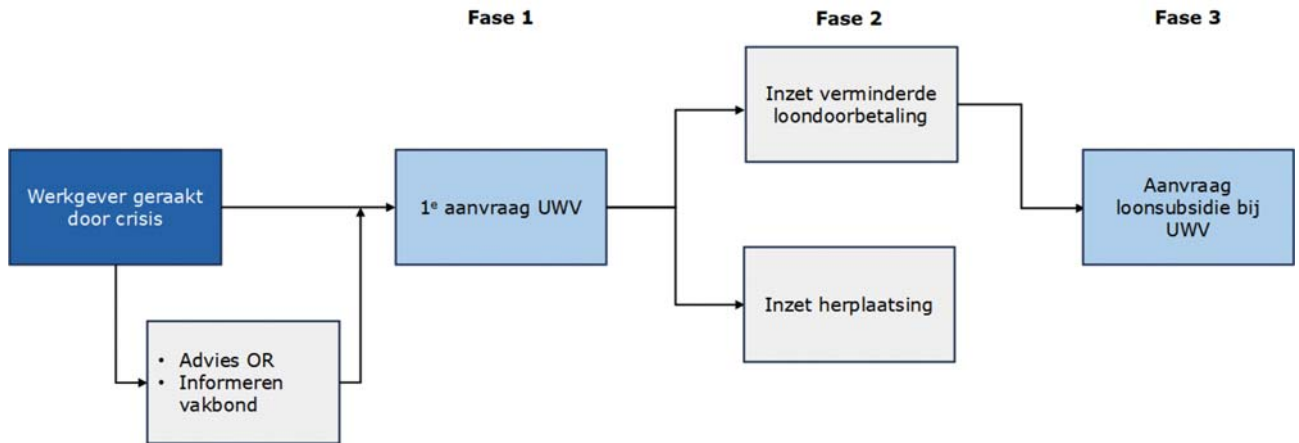 Fase 1
Fase 2
Fase 3
Inzet verminderde
loondoorbetaling
Werkgever geraakt
door crisis
1e aanvraag UWV
Aanvraag
loonsubsidie bij
UWV
Inzet herplaatsing
• Advies OR
• Informeren
vakbond